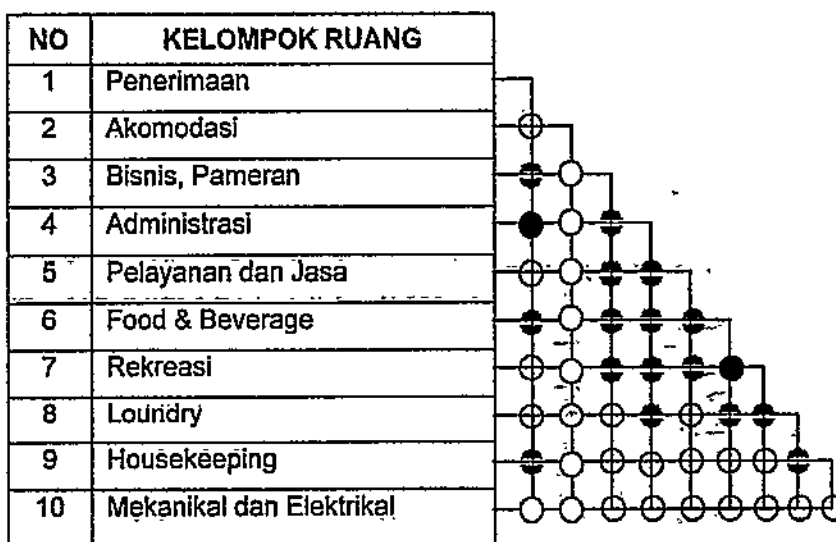 NO KELOMPOK RUANG
1 Penerimaan
2 Akomodasi
3 Bisnis, Pameran
4 Administrasi
5 Pelayanan dan Jasa
6 Food & Beverage
7 Rekreasi
8 Loundry
9 Housekeeping
10 Mekanikal dan Elektrikal